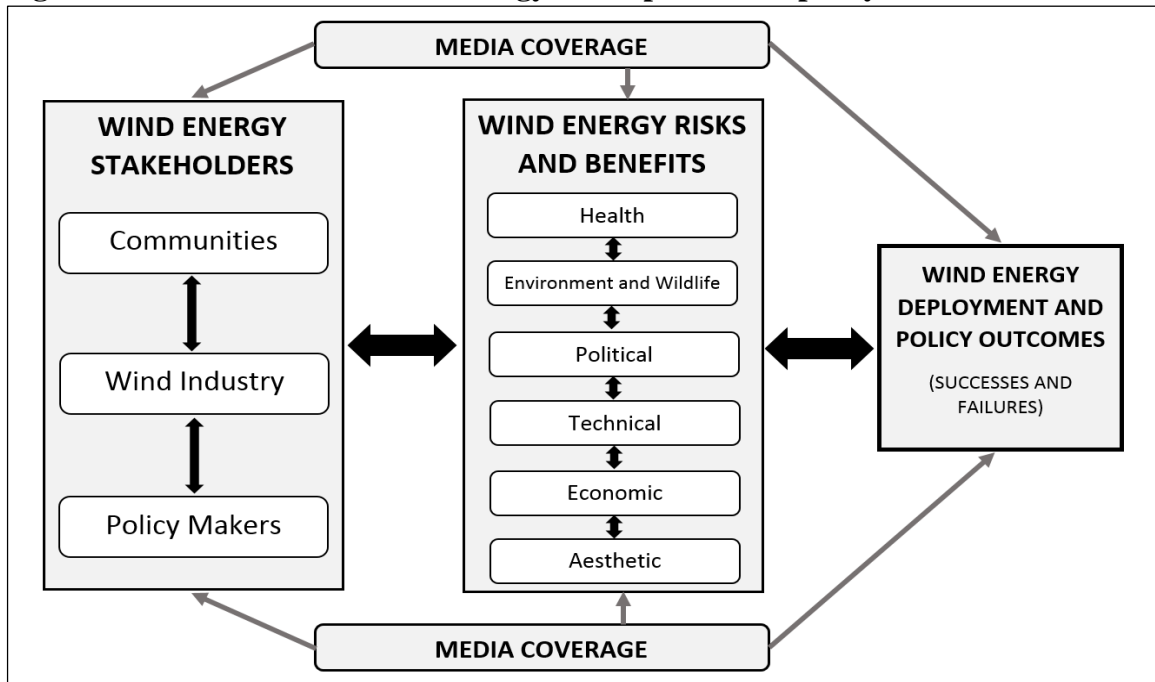 MEDIA COVERAGE
WIND ENERGY
STAKEHOLDERS
Communities
Wind Industry
Policy Makers
WIND ENERGY RISKS
AND BENEFITS
Health
Environment and Wildlife
Political
Technical
Economic
Aesthetic
WIND ENERGY
DEPLOYMENT AND
POLICY OUTCOMES
(SUCCESSES AND
FAILURES)
MEDIA COVERAGE